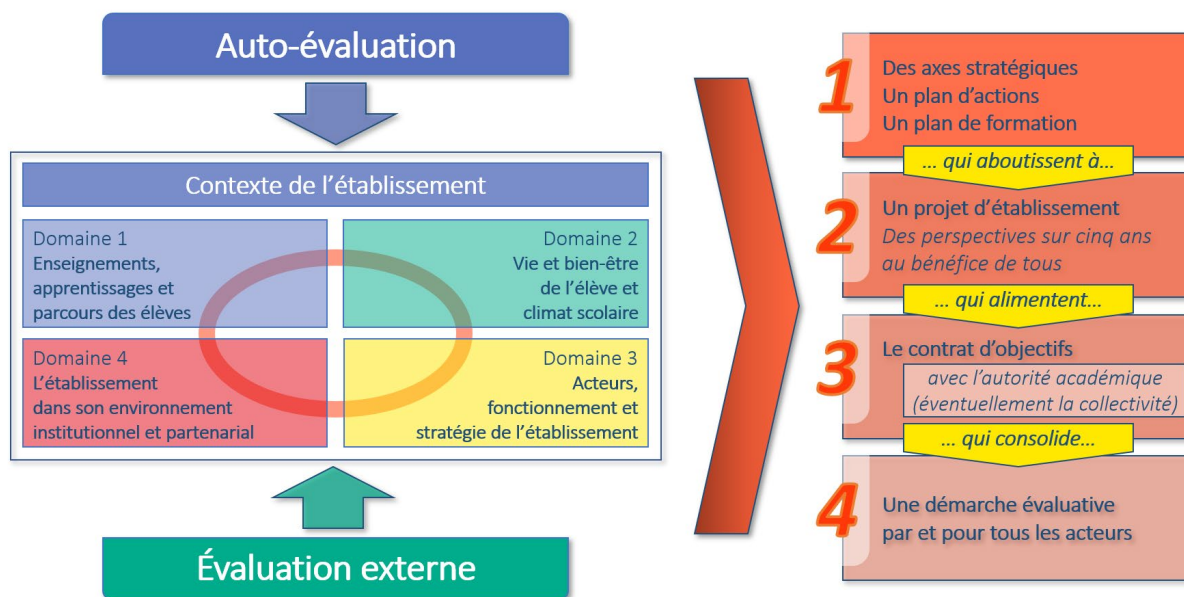 Auto-évaluation
Contexte de l'établissement
Domaine 1
Enseignements,
apprentissages et
parcours des élèves
Domaine 2
Vie et bien-être
de l'élève et
climat scolaire
Domaine 4
L'établissement
dans son environnement
institutionnel et partenarial
Domaine 3
Acteurs,
fonctionnement et
stratégie de l'établissement
Évaluation externe
1
Des axes stratégiques
Un plan d'actions
Un plan de formation
... qui aboutissent à...
2
Un projet d'établissement
Des perspectives sur cinq ans
au bénéfice de tous
... qui alimentent...
3
Le contrat d'objectifs
avec l'autorité académique
(éventuellement la collectivité)
... qui consolide...
4
Une démarche évaluative
par et pour tous les acteurs